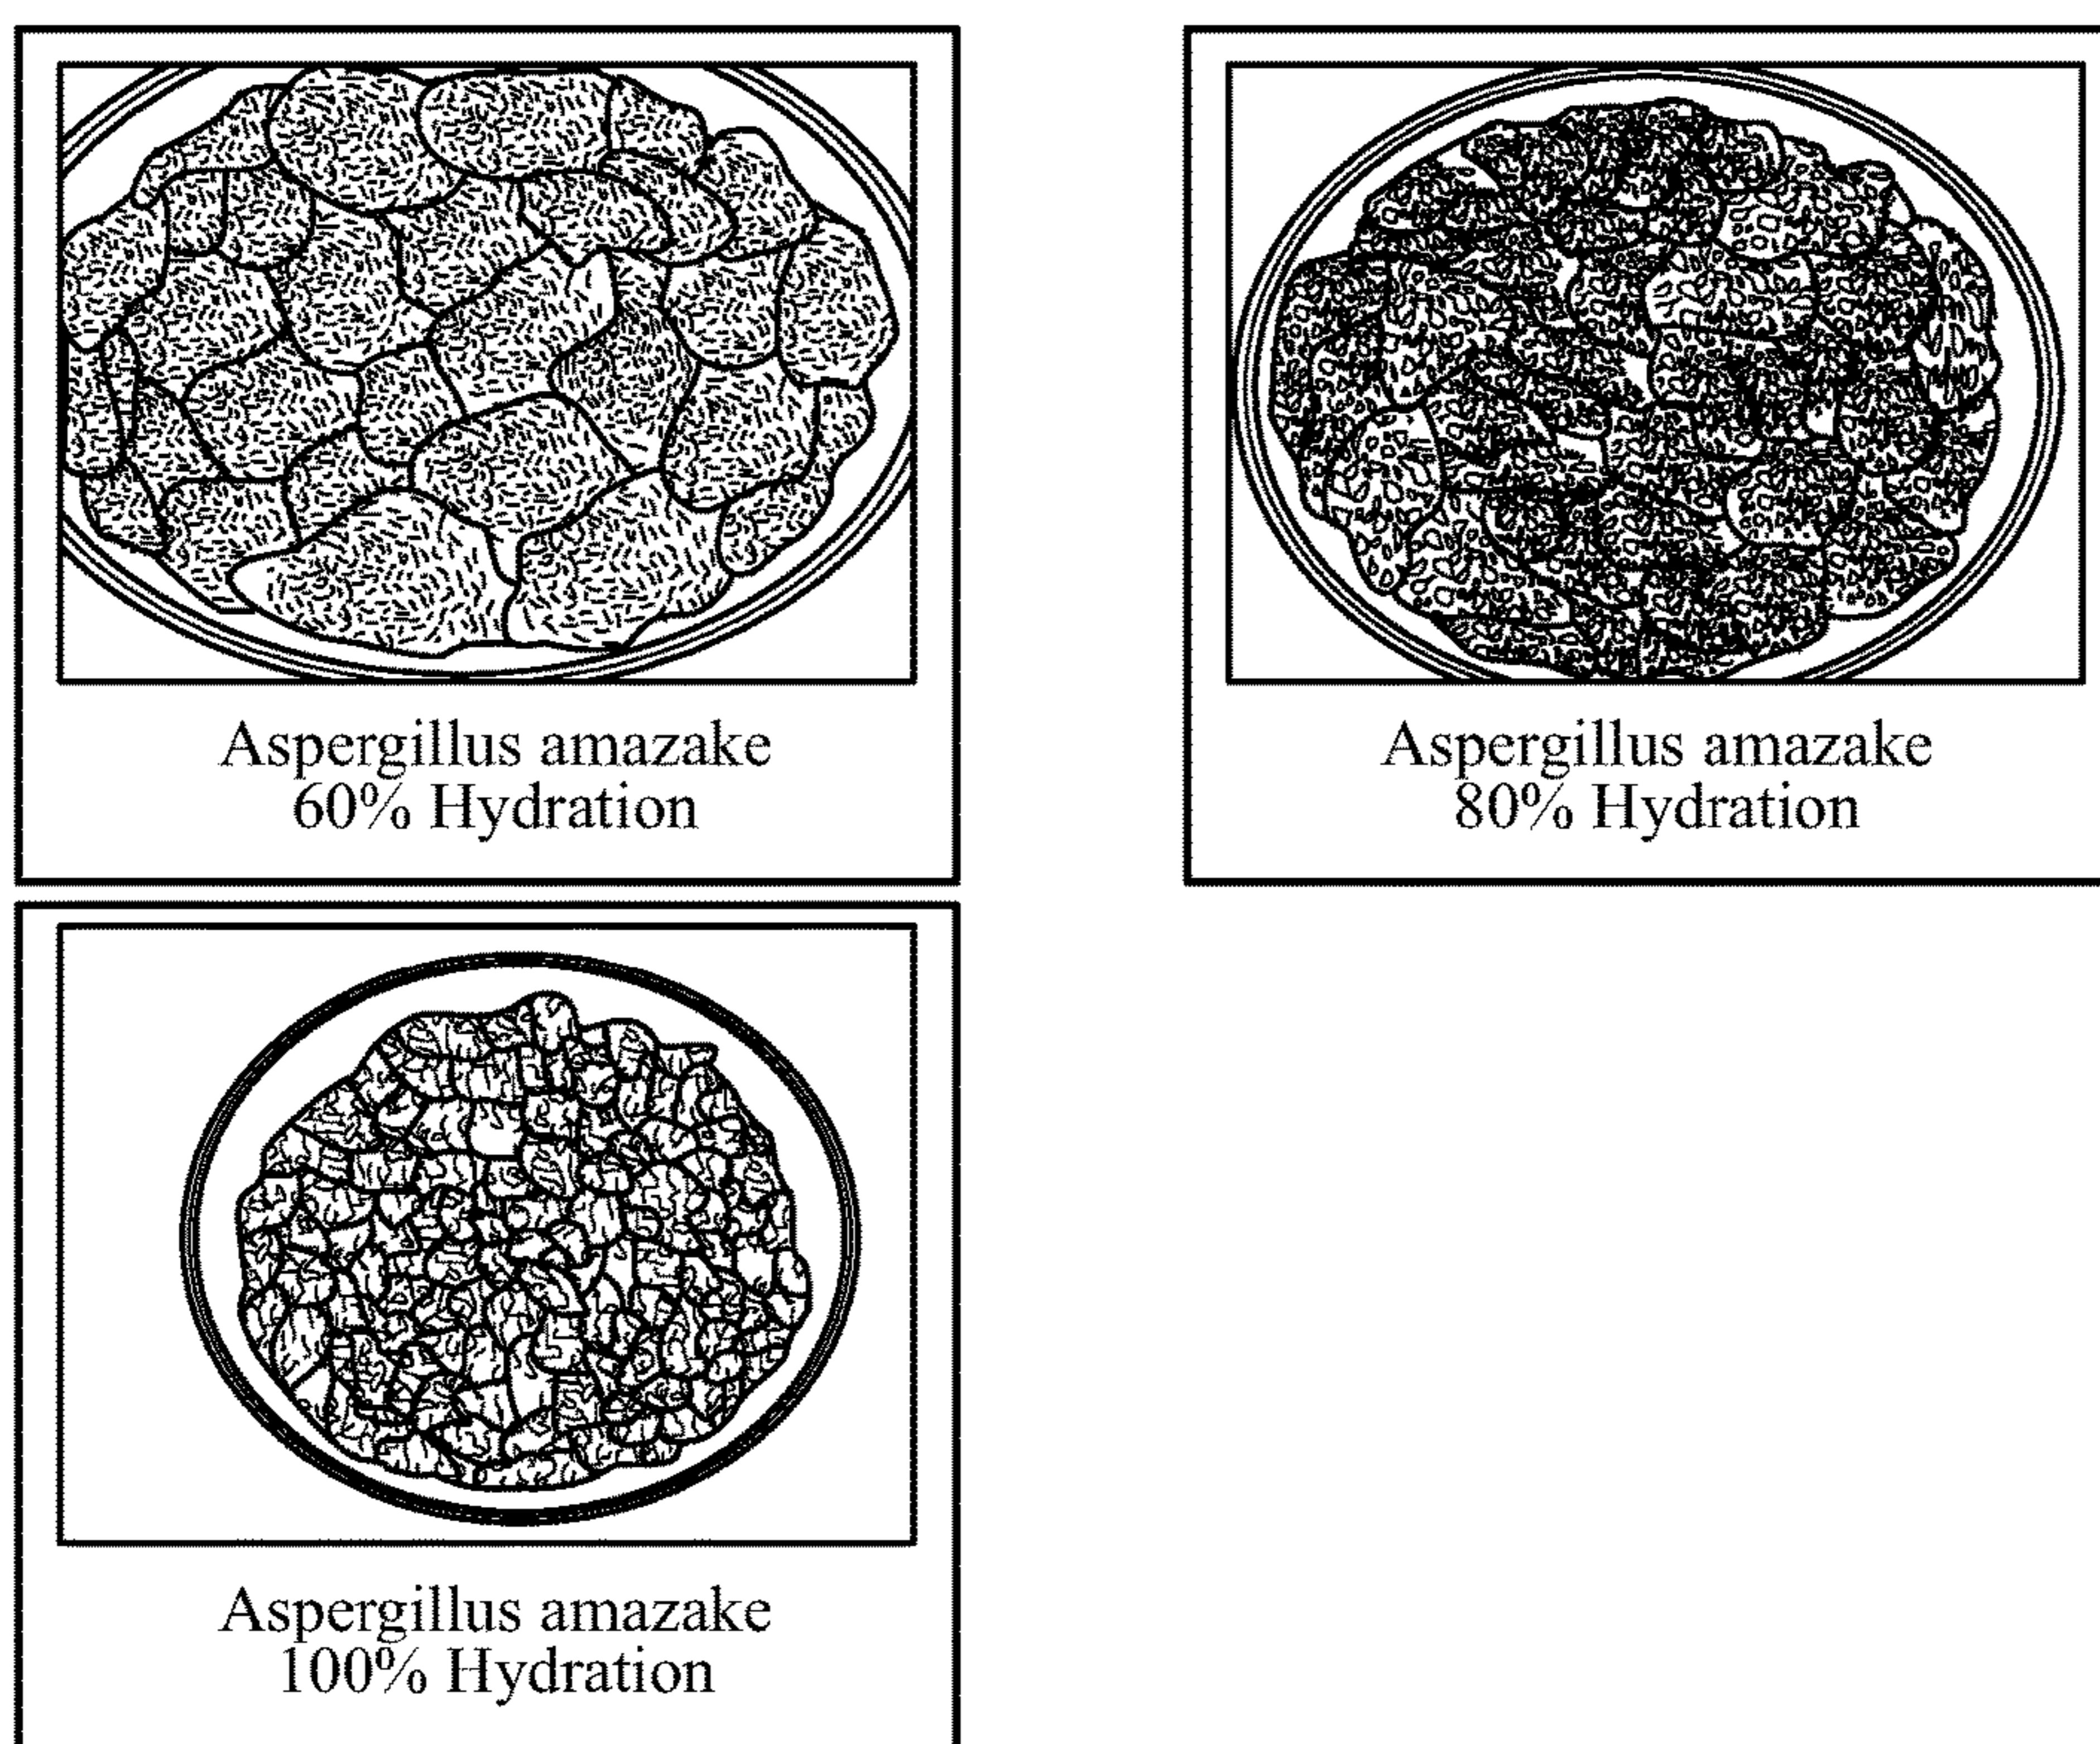 Aspergillus amazake
60% Hydration
Aspergillus amazake
80% Hydration
Aspergillus amazake
100% Hydration